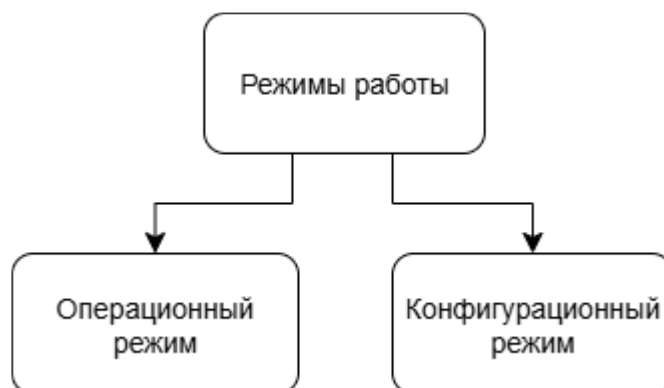 Режимы работы
Операционный
режим
Конфигурационный
режим